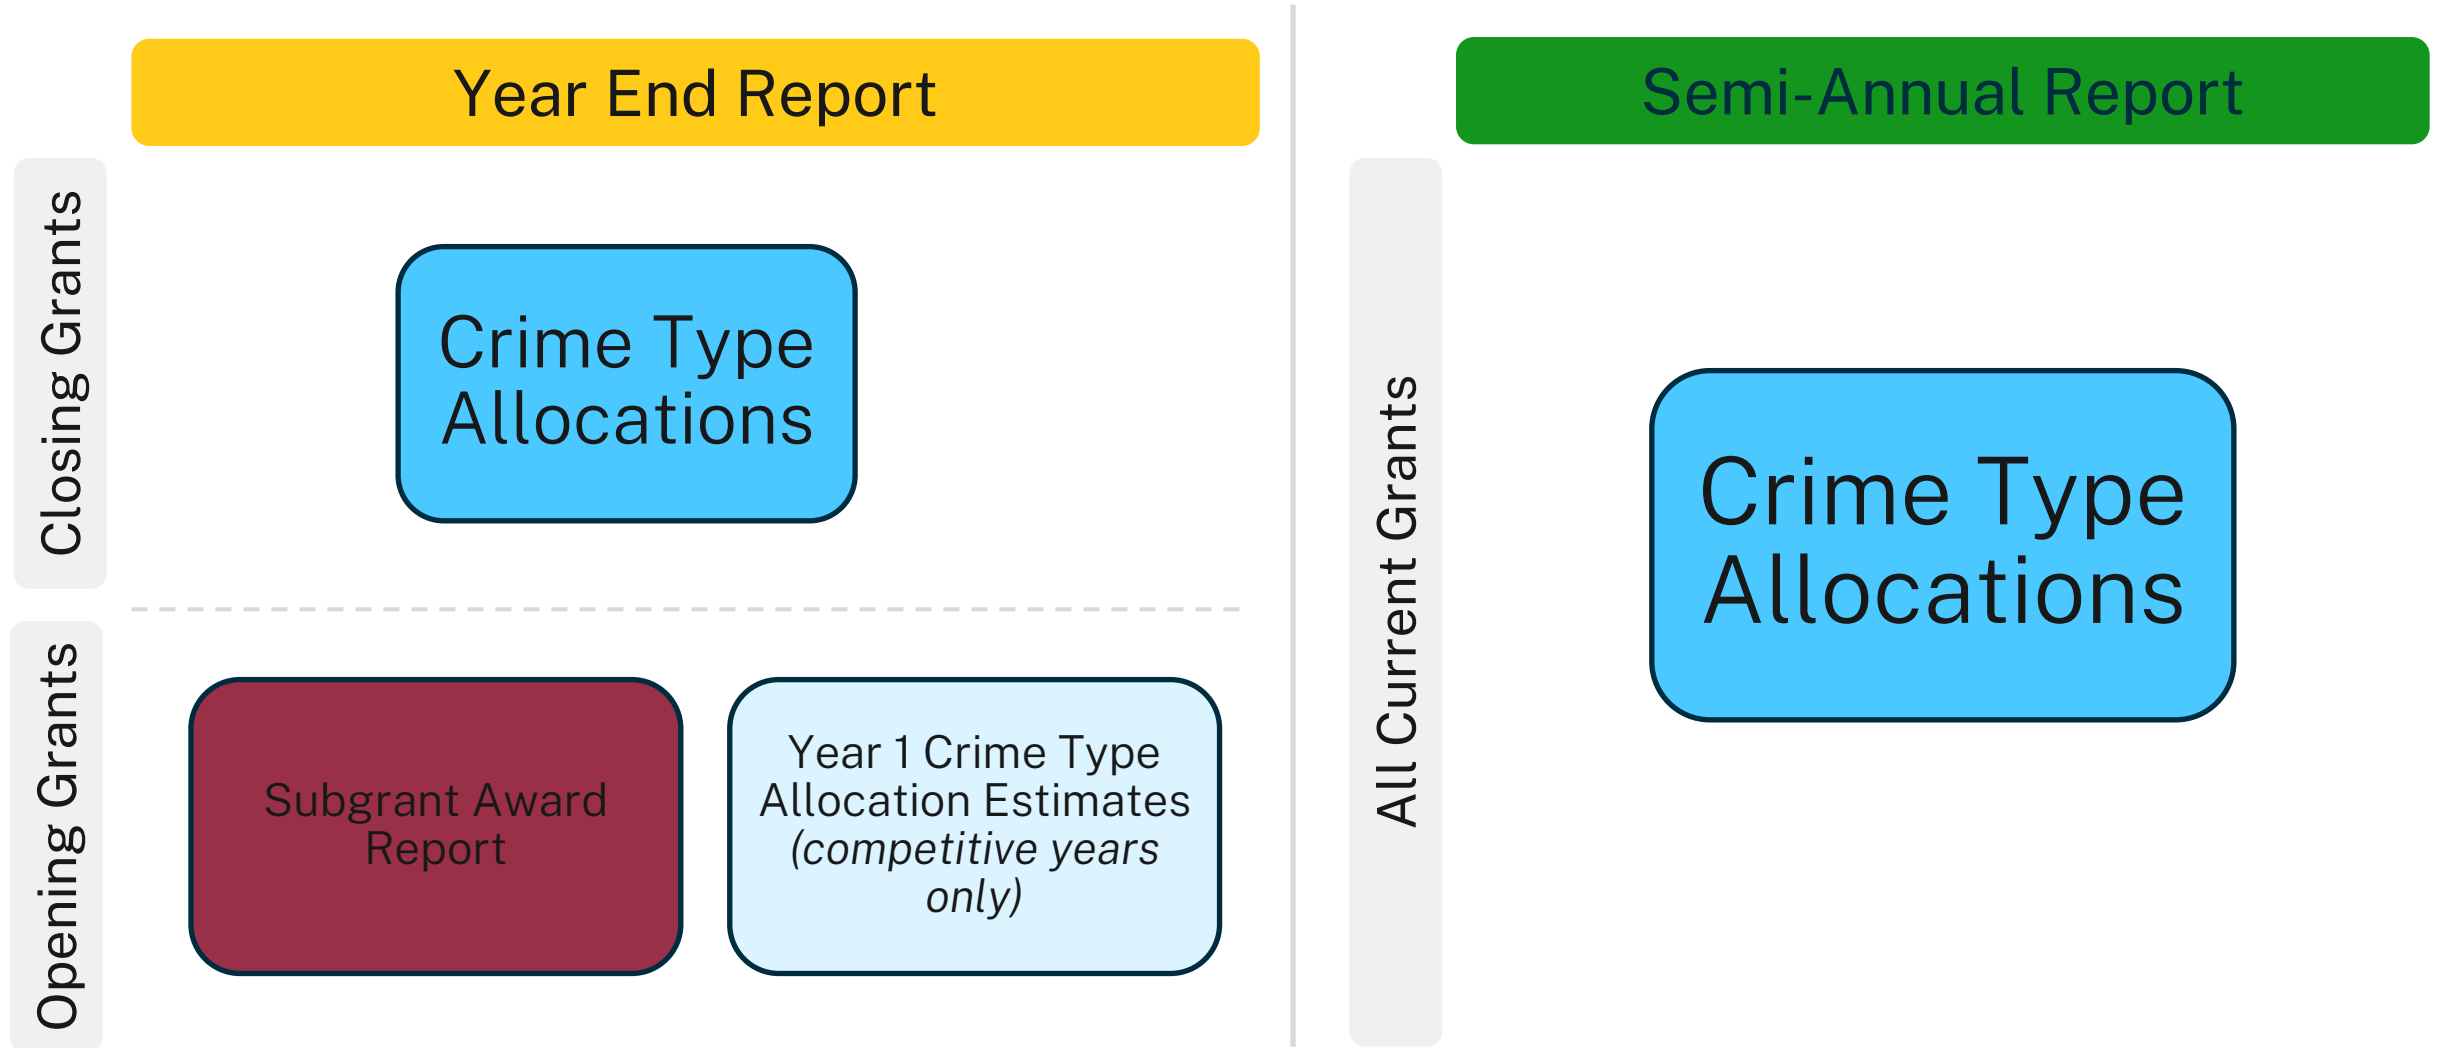 Year End Report
Closing Grants
Crime Type
Allocations
Opening Grants
Subgrant Award
Report
Year 1 Crime Type
Allocation Estimates
(competitive years
only)
Semi-Annual Report
All Current Grants
Crime Type
Allocations